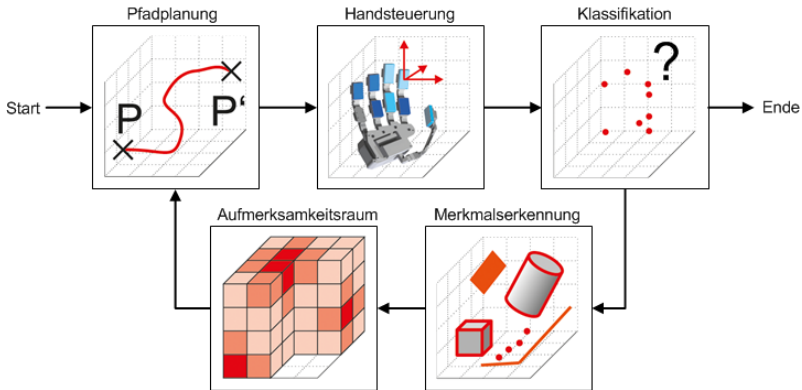 Pfadplanung
Handsteuerung
Klassifikation
Start
P
P‘
?
Ende
Aufmerksamkeitsraum
Merkmalserkennung